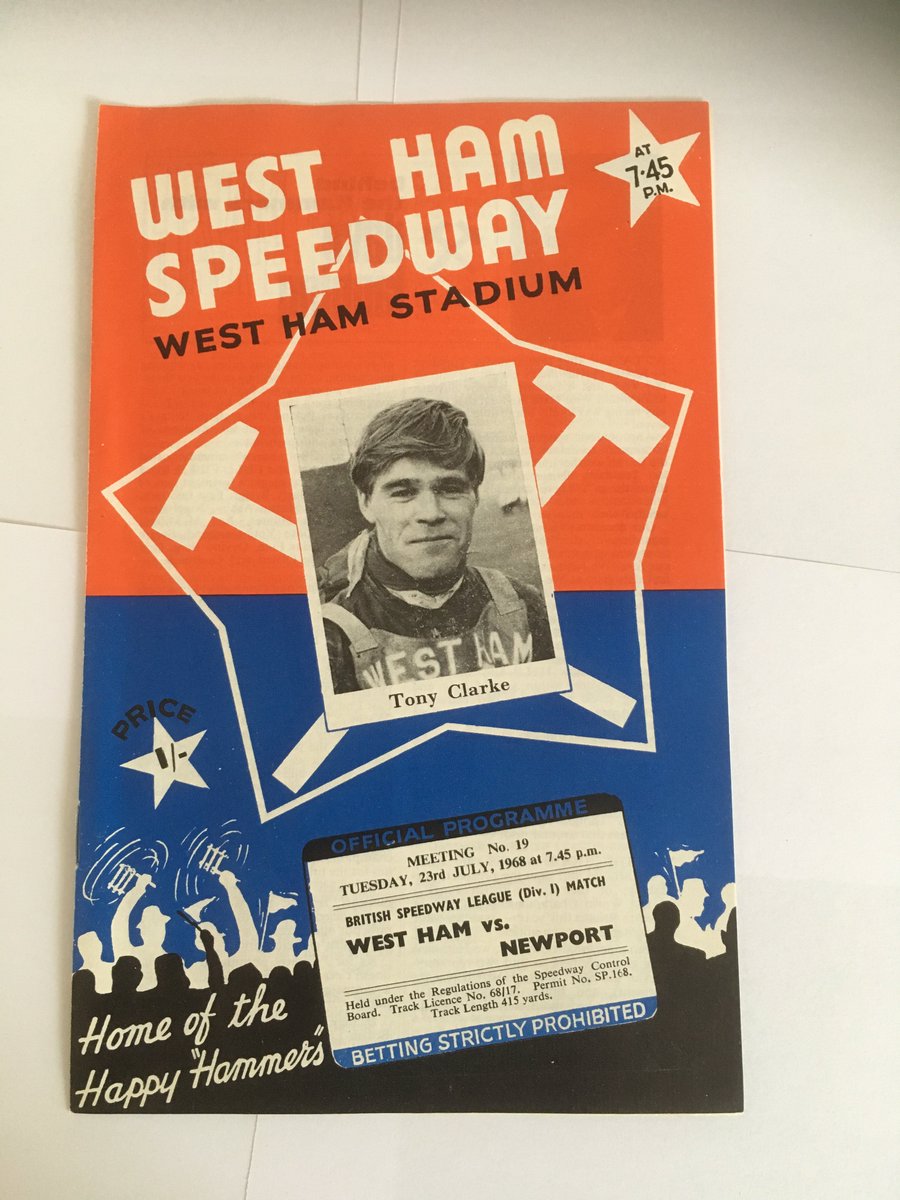 WEST HAM
SPEEDWAY
WEST HAM STADIUM
AT
7·45
P.M.
WEST HAM
Tony Clarke
PRICE
1/-
OFFICIAL PROGRAMME
MEETING No. 19
TUESDAY, 23rd JULY, 1968 at 7.45 p.m.
BRITISH SPEEDWAY LEAGUE (Div. I) MATCH
WEST HAM vs.
NEWPORT
Held under the Regulations of the Speedway Control
Board. Track Licence No. 68/17. Permit No. SP.168.
Track Length 415 yards.
BETTING STRICTLY PROHIBITED
Home of the
Happy "Hammers"